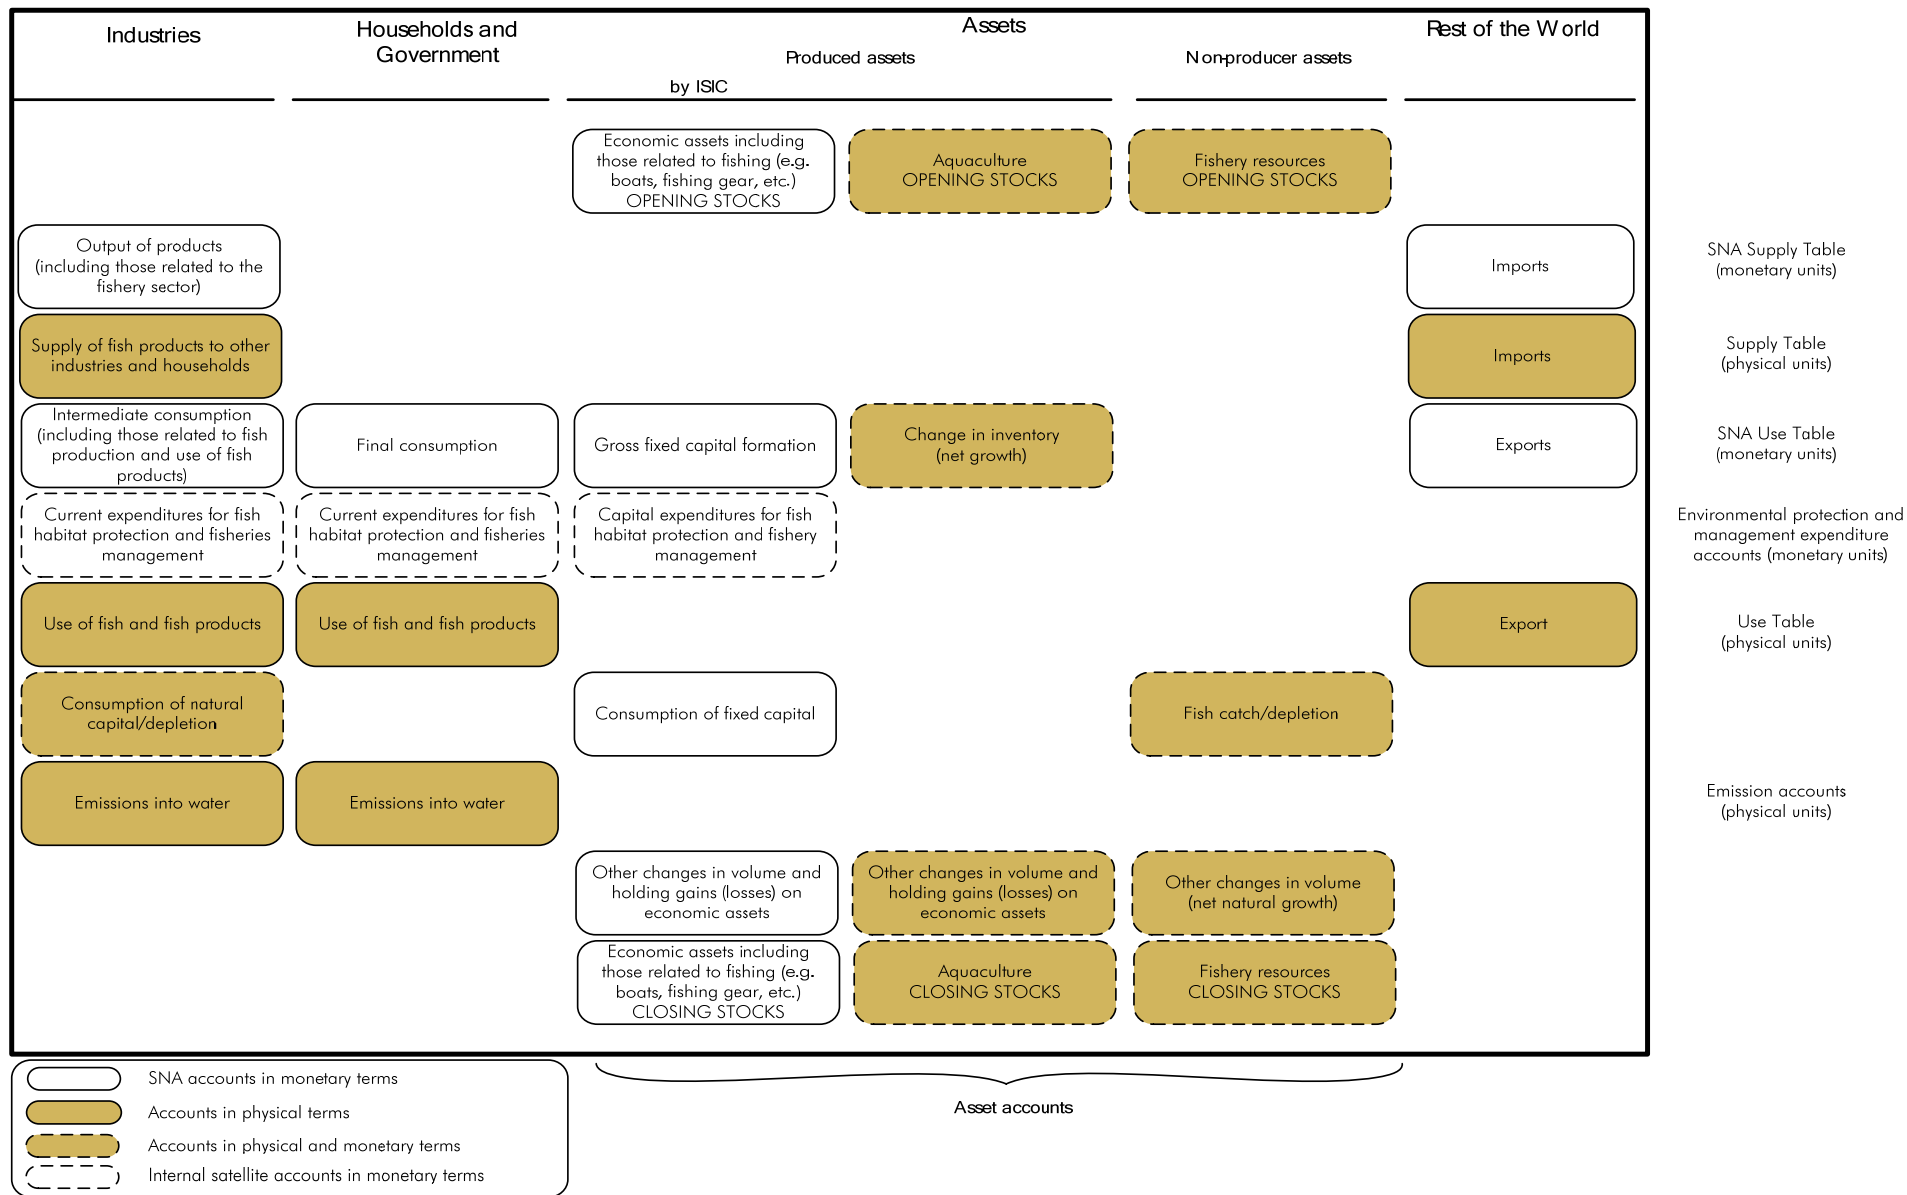 Industries
Households and
Government
Assets
Produced assets
by ISIC
Non-producer assets
Rest of the World
Economic assets including
those related to fishing (e.g.
boats, fishing gear, etc.)
OPENING STOCKS
Aquaculture
OPENING STOCKS
Fishery resources
OPENING STOCKS
Output of products
(including those related to the
fishery sector)
Imports
SNA Supply Table
(monetary units)
Supply of fish products to other
industries and households
Imports
Supply Table
(physical units)
Intermediate consumption
(including those related to fish
production and use of fish
products)
Final consumption
Gross fixed capital formation
Change in inventory
(net growth)
Exports
SNA Use Table
(monetary units)
Current expenditures for fish
habitat protection and fisheries
management
Current expenditures for fish
habitat protection and fisheries
management
Capital expenditures for fish
habitat protection and fishery
management
Environmental protection and
management expenditure
accounts (monetary units)
Use of fish and fish products
Use of fish and fish products
Export
Use Table
(physical units)
Consumption of natural
capital/depletion
Consumption of fixed capital
Fish catch/depletion
Emissions into water
Emissions into water
Emission accounts
(physical units)
Other changes in volume and
holding gains (losses) on
economic assets
Other changes in volume and
holding gains (losses) on
economic assets
Other changes in volume
(net natural growth)
Economic assets including
those related to fishing (e.g.
boats, fishing gear, etc.)
CLOSING STOCKS
Aquaculture
CLOSING STOCKS
Fishery resources
CLOSING STOCKS
SNA accounts in monetary terms
Accounts in physical terms
Accounts in physical and monetary terms
Internal satellite accounts in monetary terms
Asset accounts